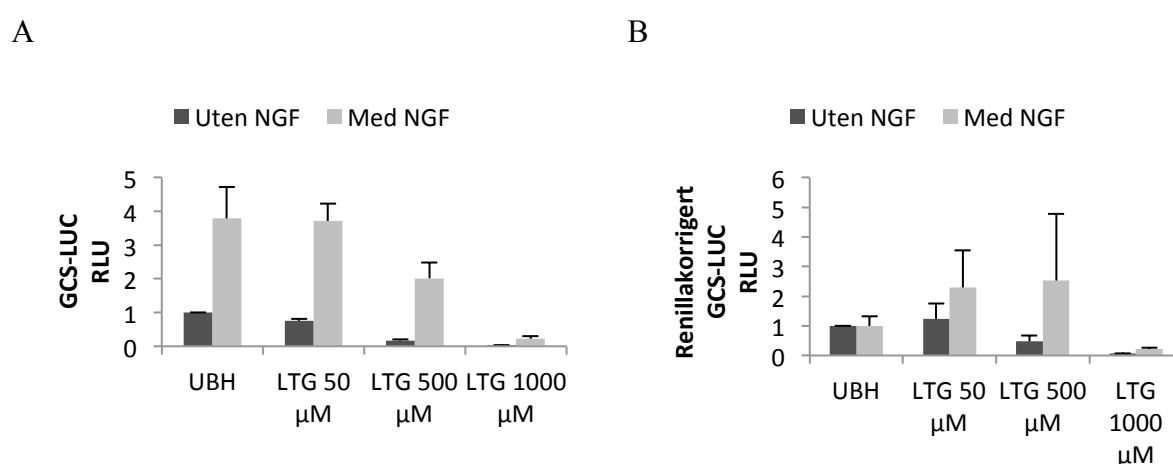 A
Uten NGF Med NGF
GCS-LUC
RLU
5
4
3
2
1
0
UBH LTG 50 µM LTG 500 µM LTG 1000 µM
B
Uten NGF Med NGF
Renillakorrigert
GCS-LUC
RLU
6
5
4
3
2
1
0
UBH LTG 50 µM LTG 500 µM LTG 1000 µM